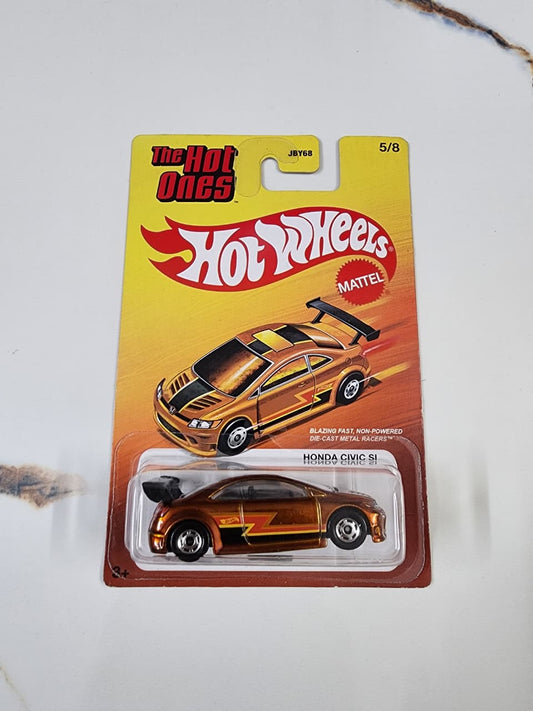 The Hot
Ones™
JBY68
5/8
Hot Wheels®
MATTEL
BLAZING FAST, NON-POWERED
DIE-CAST METAL RACERS™
HONDA CIVIC SI
3+